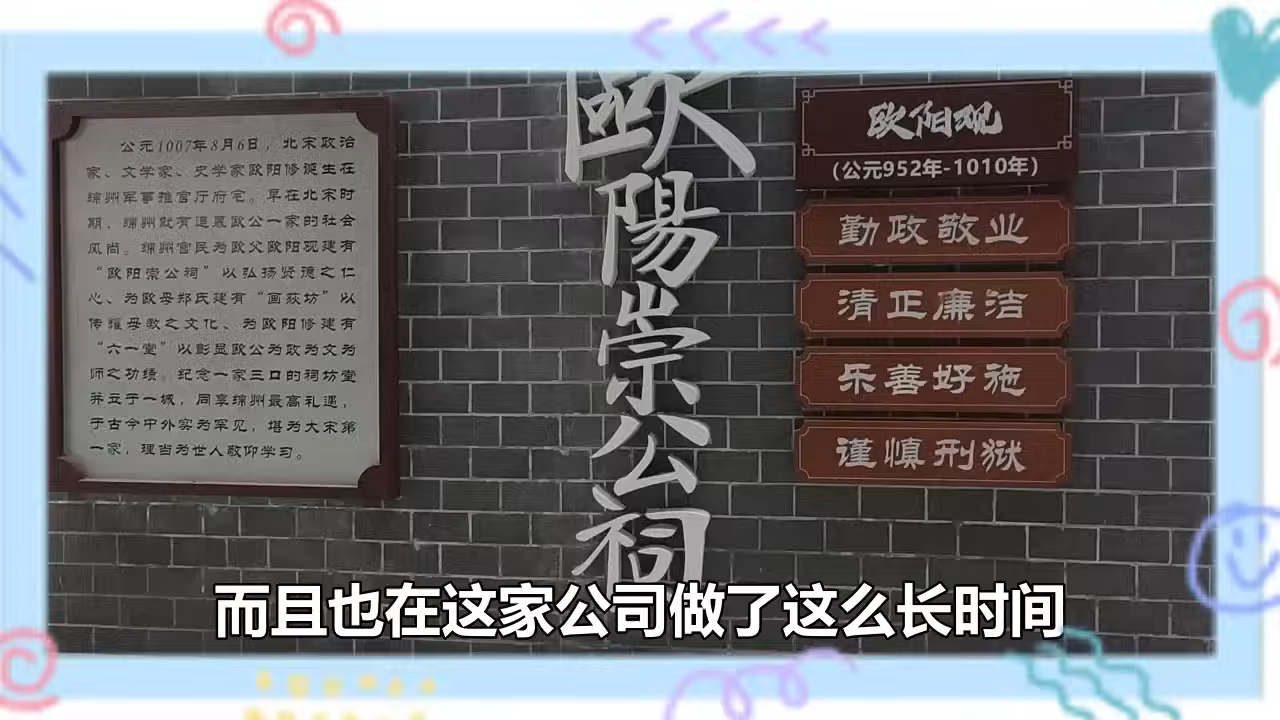 公元1007年8月6日，北宋政治
家、文学家、史学家欧阳修诞生在
绵州军事推官厅府宅。早在北宋时
期，绵州就有追慕欧公一家的社会
风尚。绵州官民为欧父欧阳观建有
“欧阳崇公祠”以弘扬贤德之仁
心、为欧母郑氏建有“画荻坊”以
传推母教之文化、为欧阳修建有
“六一堂”以彰显欧公为政为文为
师之功绩。纪念一家三口的祠坊堂
荞立于一城，同享绵州最高礼遇，
于古今中外实为罕见，堪为大宋第
一家，理当为世人敬仰学习。
歐陽崇公祠
欧阳观
（公元952年-1010年）
勤政敬业
清正廉洁
乐善好施
谨慎刑狱
而且也在这家公司做了这么长时间